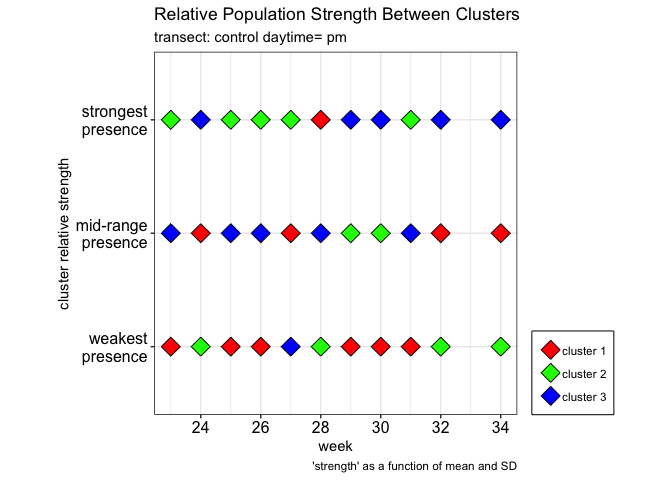 Relative Population Strength Between Clusters
transect: control daytime= pm
strongest
presence
mid-range
presence
weakest
presence
cluster relative strength
24 26 28 30 32 34
week
'strength' as a function of mean and SD
cluster 1
cluster 2
cluster 3